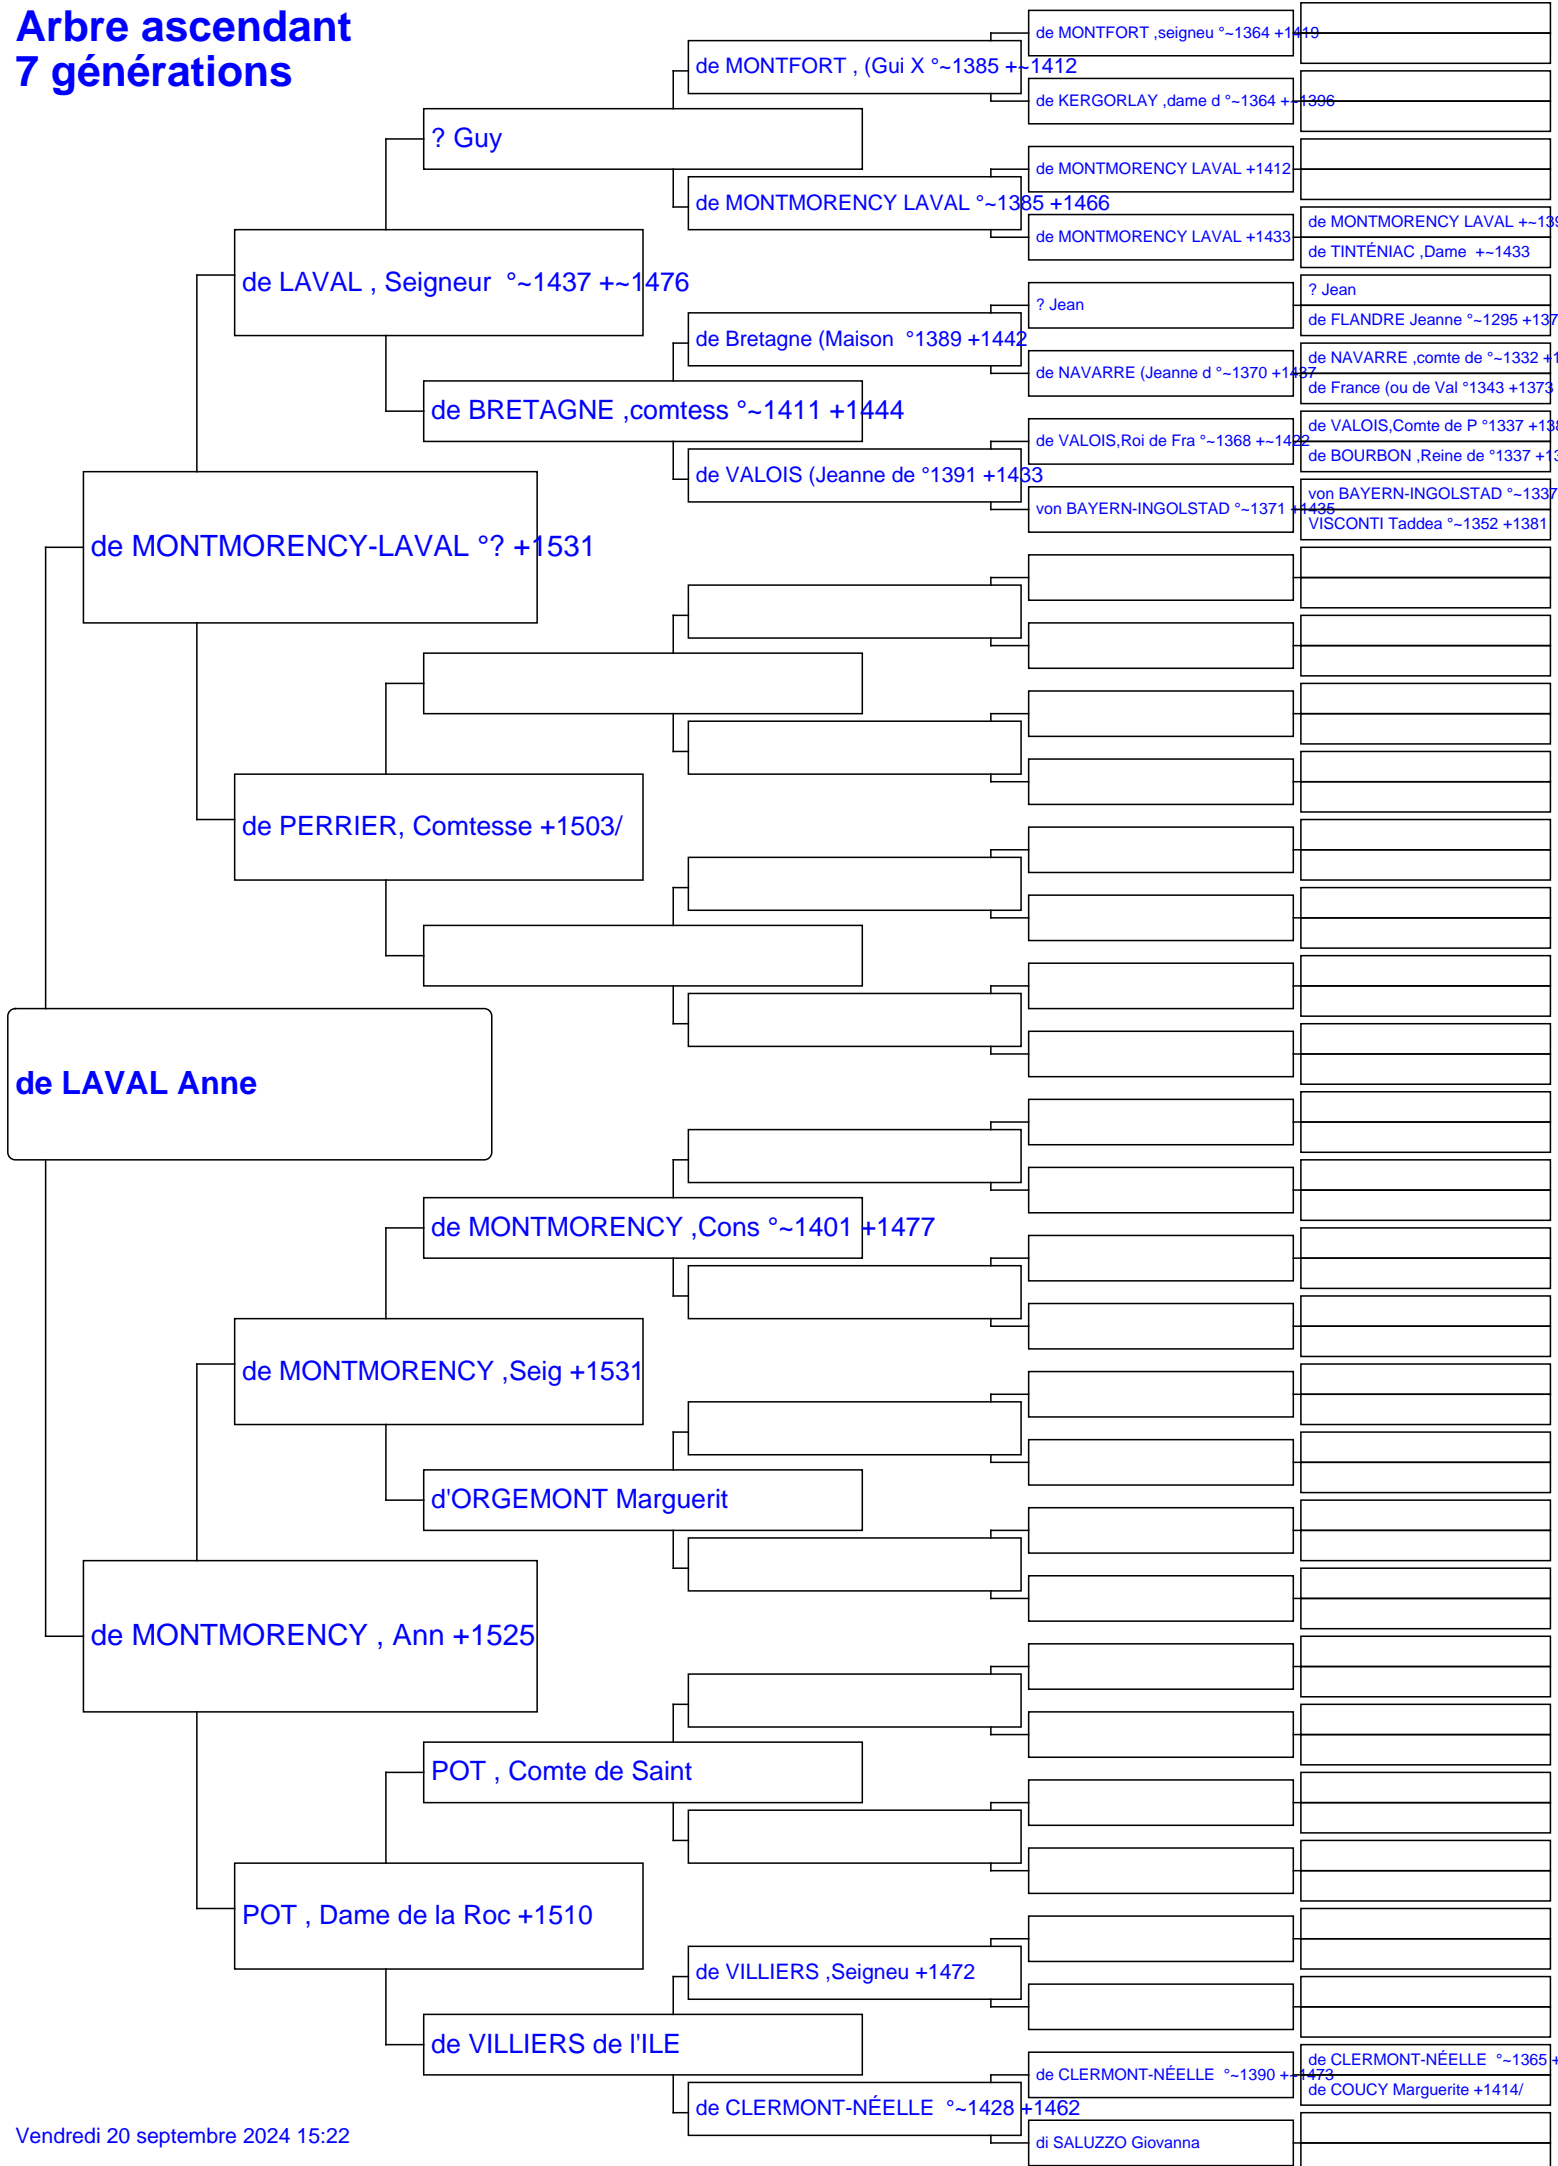 Arbre ascendant
7 générations
de MONTFORT ,seigneu °~1364 +1419
de MONTFORT , (Gui X °~1385 +~1412
de KERGORLAY ,dame d °~1364 +~1396
? Guy
de MONTMORENCY LAVAL +1412
de MONTMORENCY LAVAL °~1385 +1466
de MONTMORENCY LAVAL +1433
de MONTMORENCY LAVAL +~139
de TINTÉNIAC ,Dame  +~1433
de LAVAL , Seigneur  °~1437 +~1476
? Jean
? Jean
de FLANDRE Jeanne °~1295 +137
de Bretagne (Maison  °1389 +1442
de NAVARRE (Jeanne d °~1370 +1437
de NAVARRE ,comte de °~1332 +1
de France (ou de Val °1343 +1373
de BRETAGNE ,comtess °~1411 +1444
de VALOIS,Roi de Fra °~1368 +~1422
de VALOIS,Comte de P °1337 +138
de BOURBON ,Reine de °1337 +13
de VALOIS (Jeanne de °1391 +1433
von BAYERN-INGOLSTAD °~1371 +1435
von BAYERN-INGOLSTAD °~1337
VISCONTI Taddea °~1352 +1381
de MONTMORENCY-LAVAL °? +1531
de PERRIER, Comtesse +1503/
de LAVAL Anne
de MONTMORENCY ,Cons °~1401 +1477
de MONTMORENCY ,Seig +1531
d'ORGEMONT Marguerit
de MONTMORENCY , Ann +1525
POT , Comte de Saint
POT , Dame de la Roc +1510
de VILLIERS ,Seigneu +1472
de VILLIERS de l'ILE
de CLERMONT-NÉELLE  °~1390 +~1473
de CLERMONT-NÉELLE  °~1365 +
de COUCY Marguerite +1414/
de CLERMONT-NÉELLE  °~1428 +1462
di SALUZZO Giovanna
Vendredi 20 septembre 2024 15:22